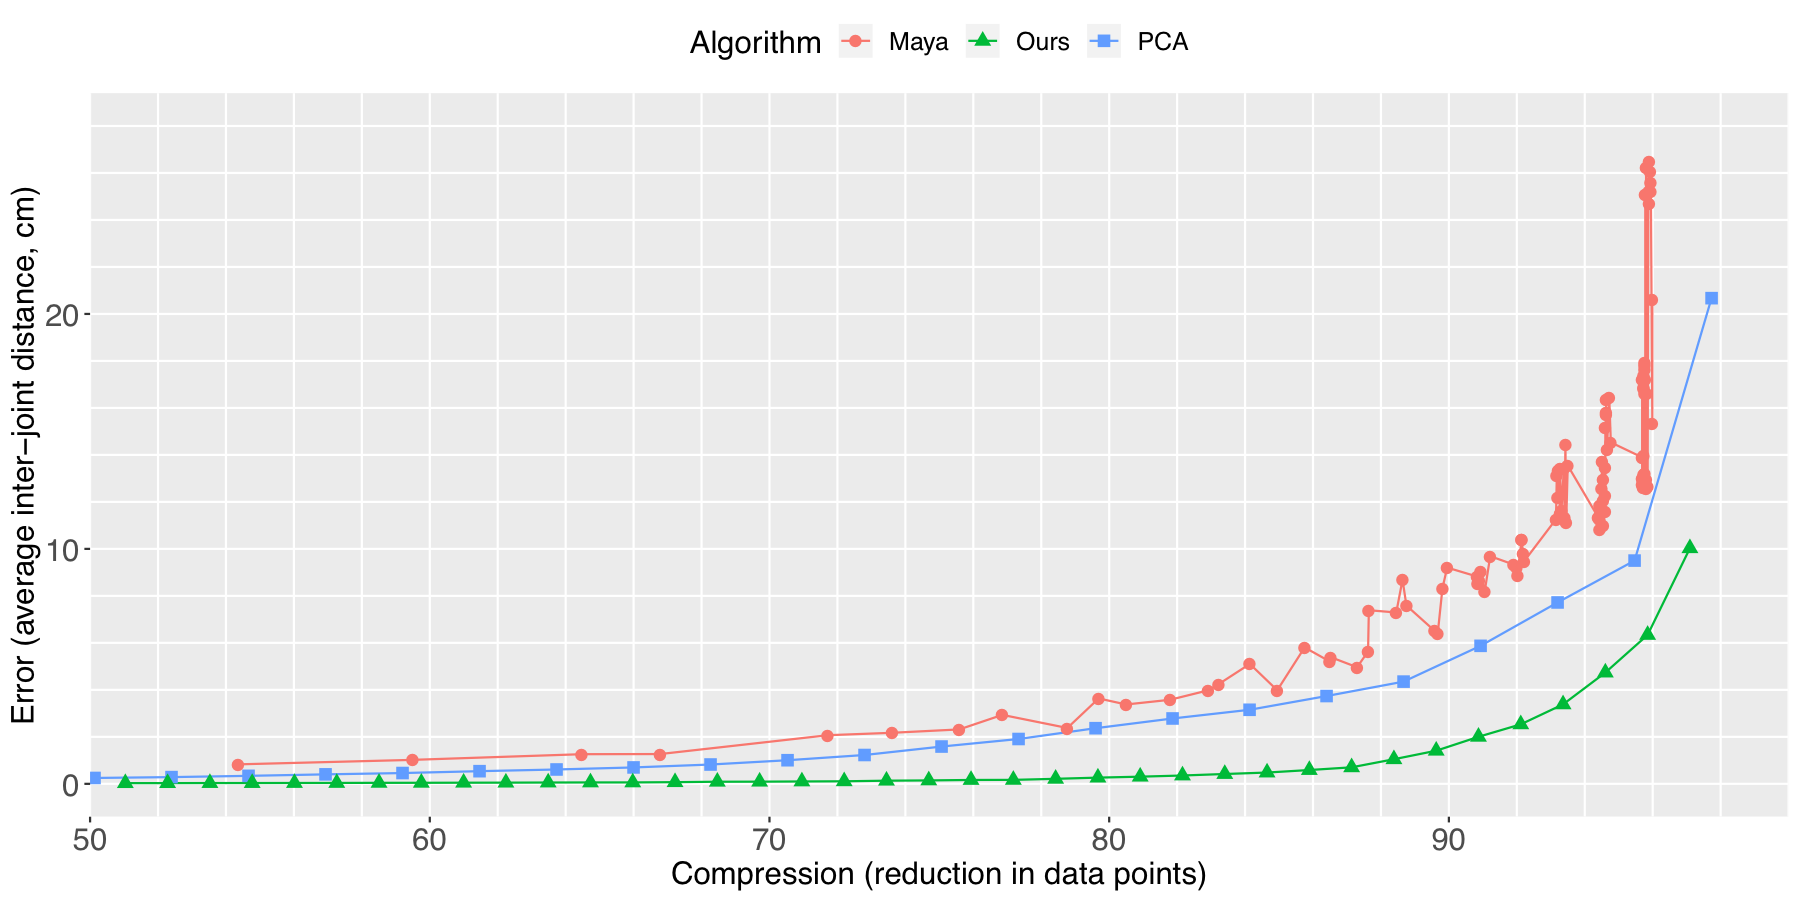 Algorithm Maya Ours PCA
Error (average inter−joint distance, cm)
20
10
0
50 60 70 80 90
Compression (reduction in data points)